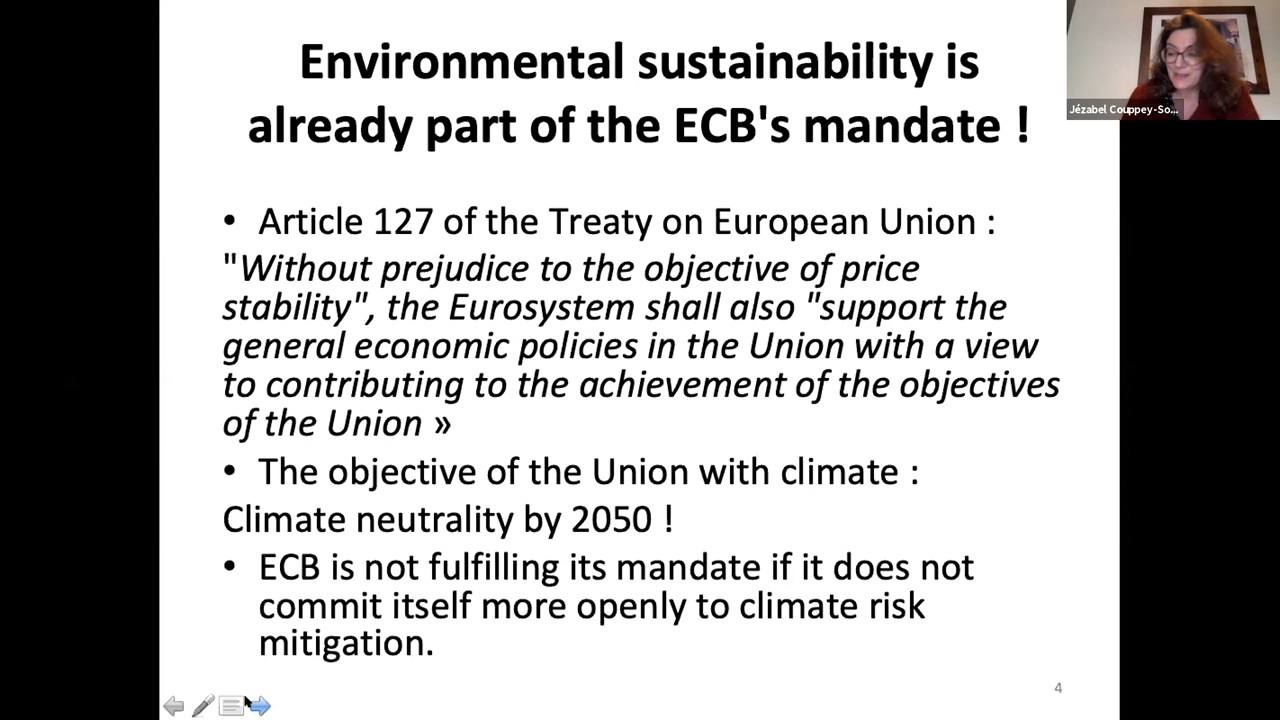 Environmental sustainability is
already part of the ECB's mandate !
Jézabel Couppey-So...
• Article 127 of the Treaty on European Union :
"Without prejudice to the objective of price
stability", the Eurosystem shall also "support the
general economic policies in the Union with a view
to contributing to the achievement of the objectives
of the Union »
• The objective of the Union with climate :
Climate neutrality by 2050 !
• ECB is not fulfilling its mandate if it does not
commit itself more openly to climate risk
mitigation.
4